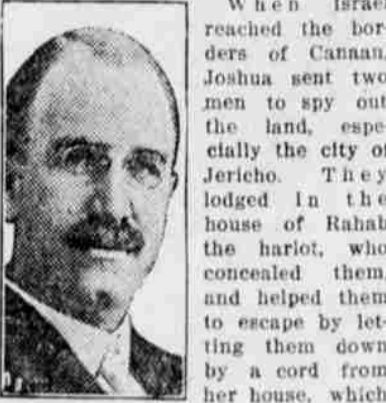 When Israel
reached the bor-
ders of Canaan,
Joshua sent two
men to spy out
the land, espe-
cially the city of
Jericho. They
lodged in the
house of Rahab
the harlot, who
concealed them,
and helped them
to escape by let-
ting them down
by a cord from
her house, which